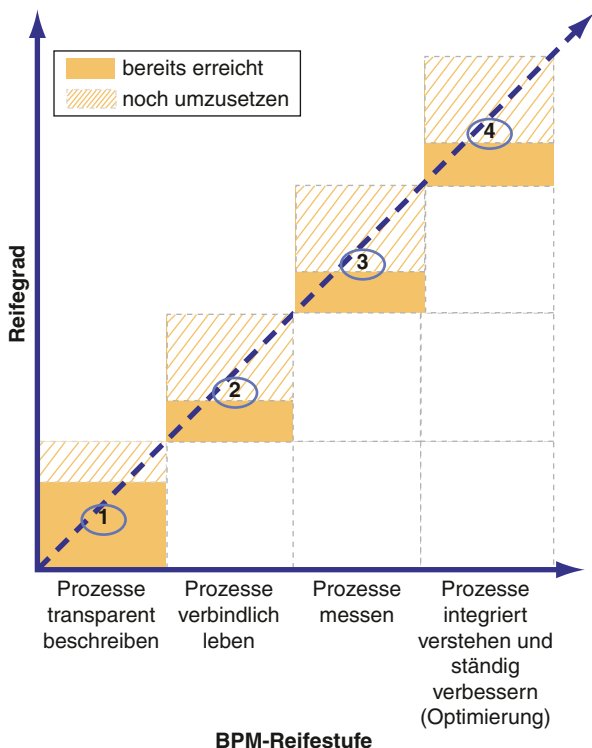 bereits erreicht
noch umzusetzen
4
3
2
1
Reifegrad
Prozesse
transparent
beschreiben
Prozesse
verbindlich
leben
Prozesse
messen
Prozesse
integriert
verstehen und
ständig
verbessern
(Optimierung)
BPM-Reifestufe